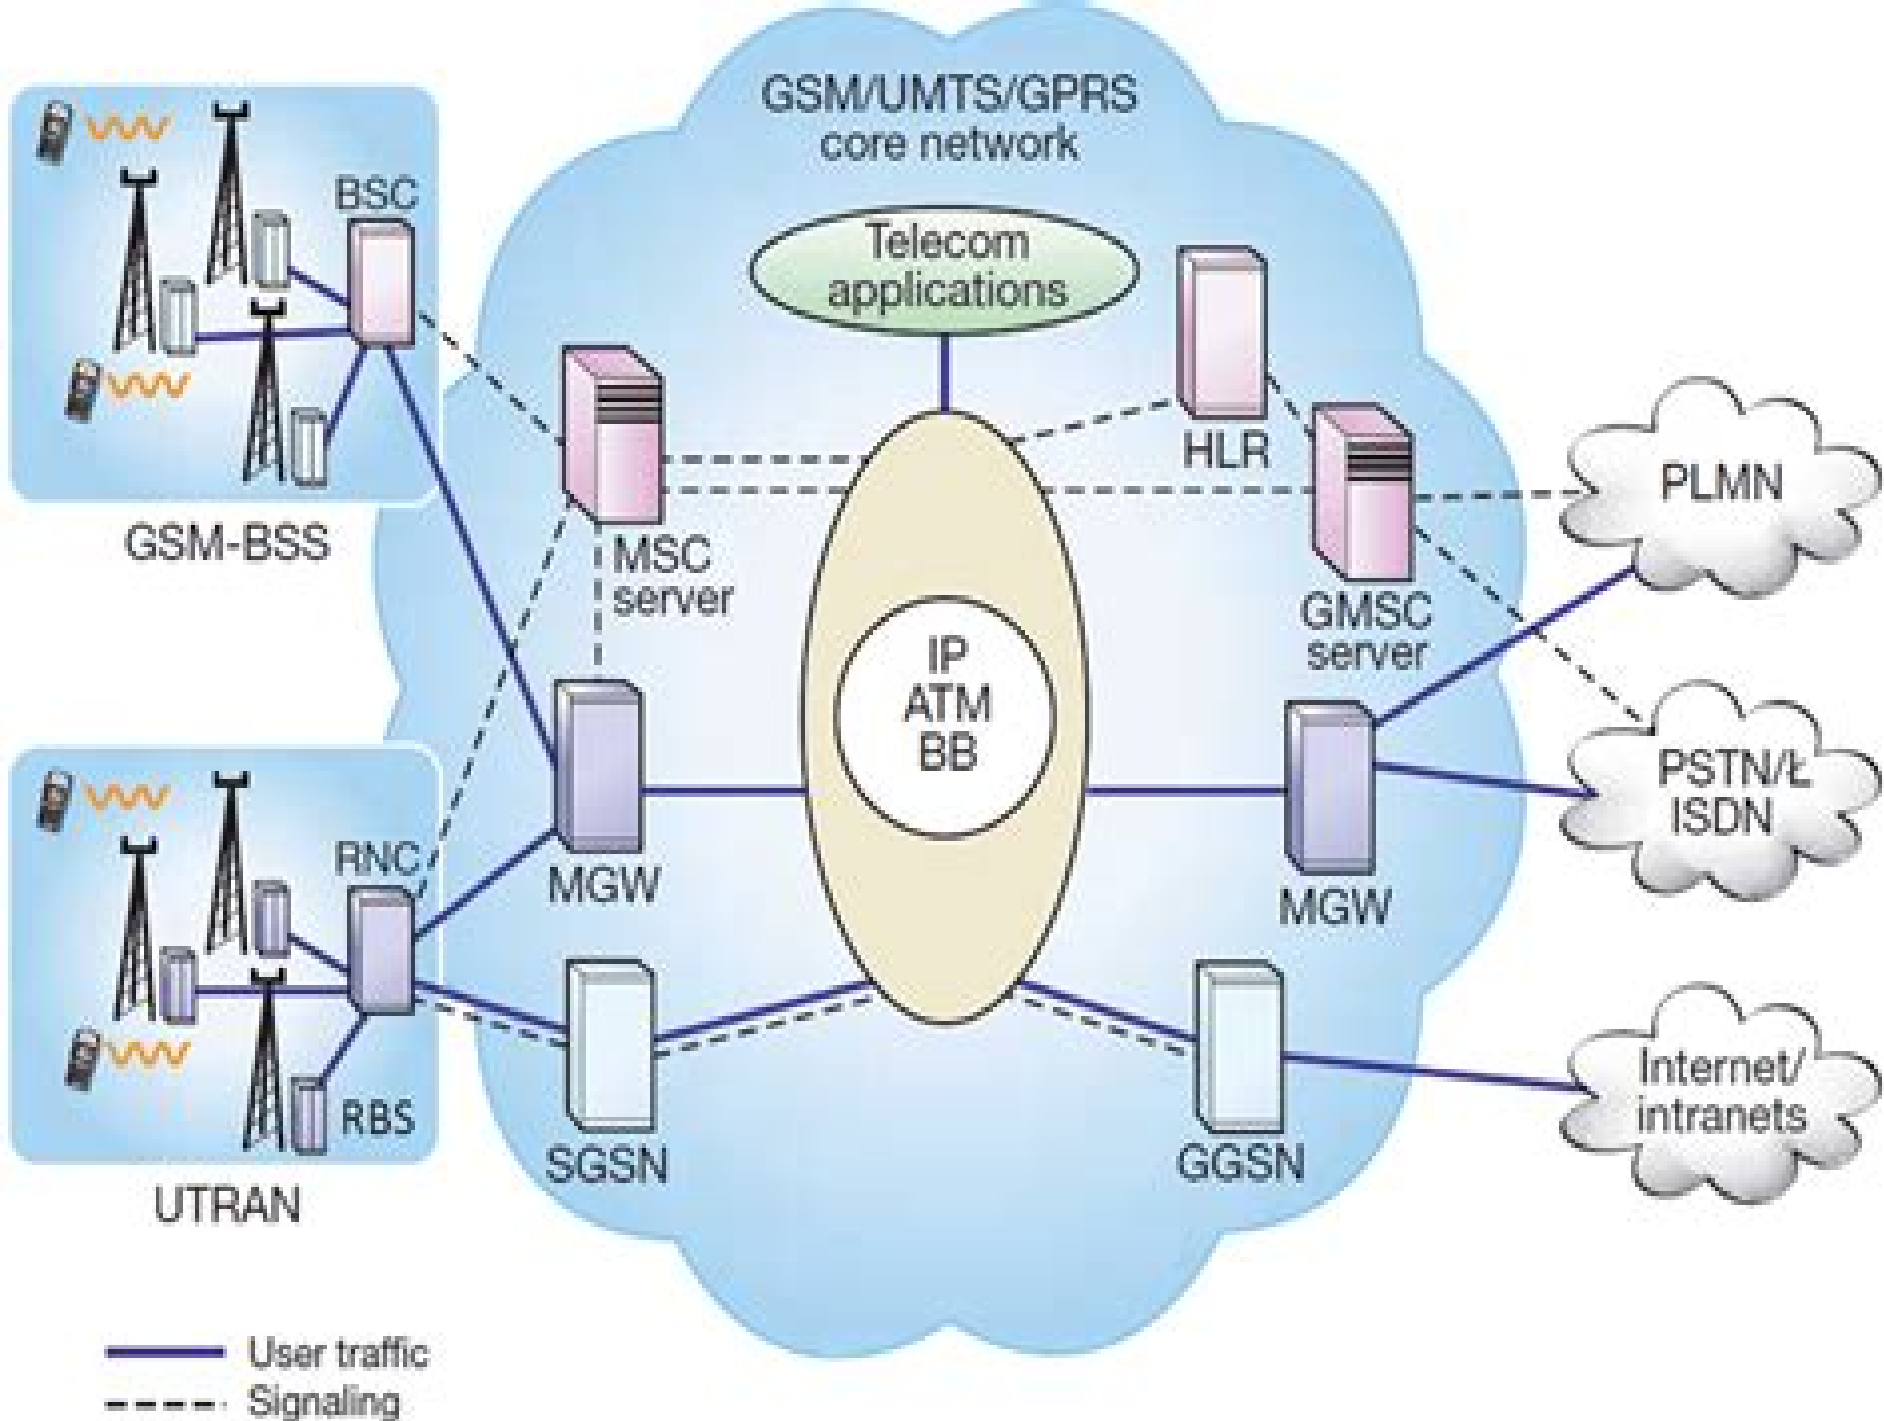 GSM/UMTS/GPRS
core network
BSC
Telecom
applications
HLR
PLMN
GSM-BSS
MSC
server
GMSC
server
IP
ATM
BB
PSTN/Ł
ISDN
RNC
MGW
MGW
RBS
Internet/
intranets
SGSN
GGSN
UTRAN
User traffic
Signaling